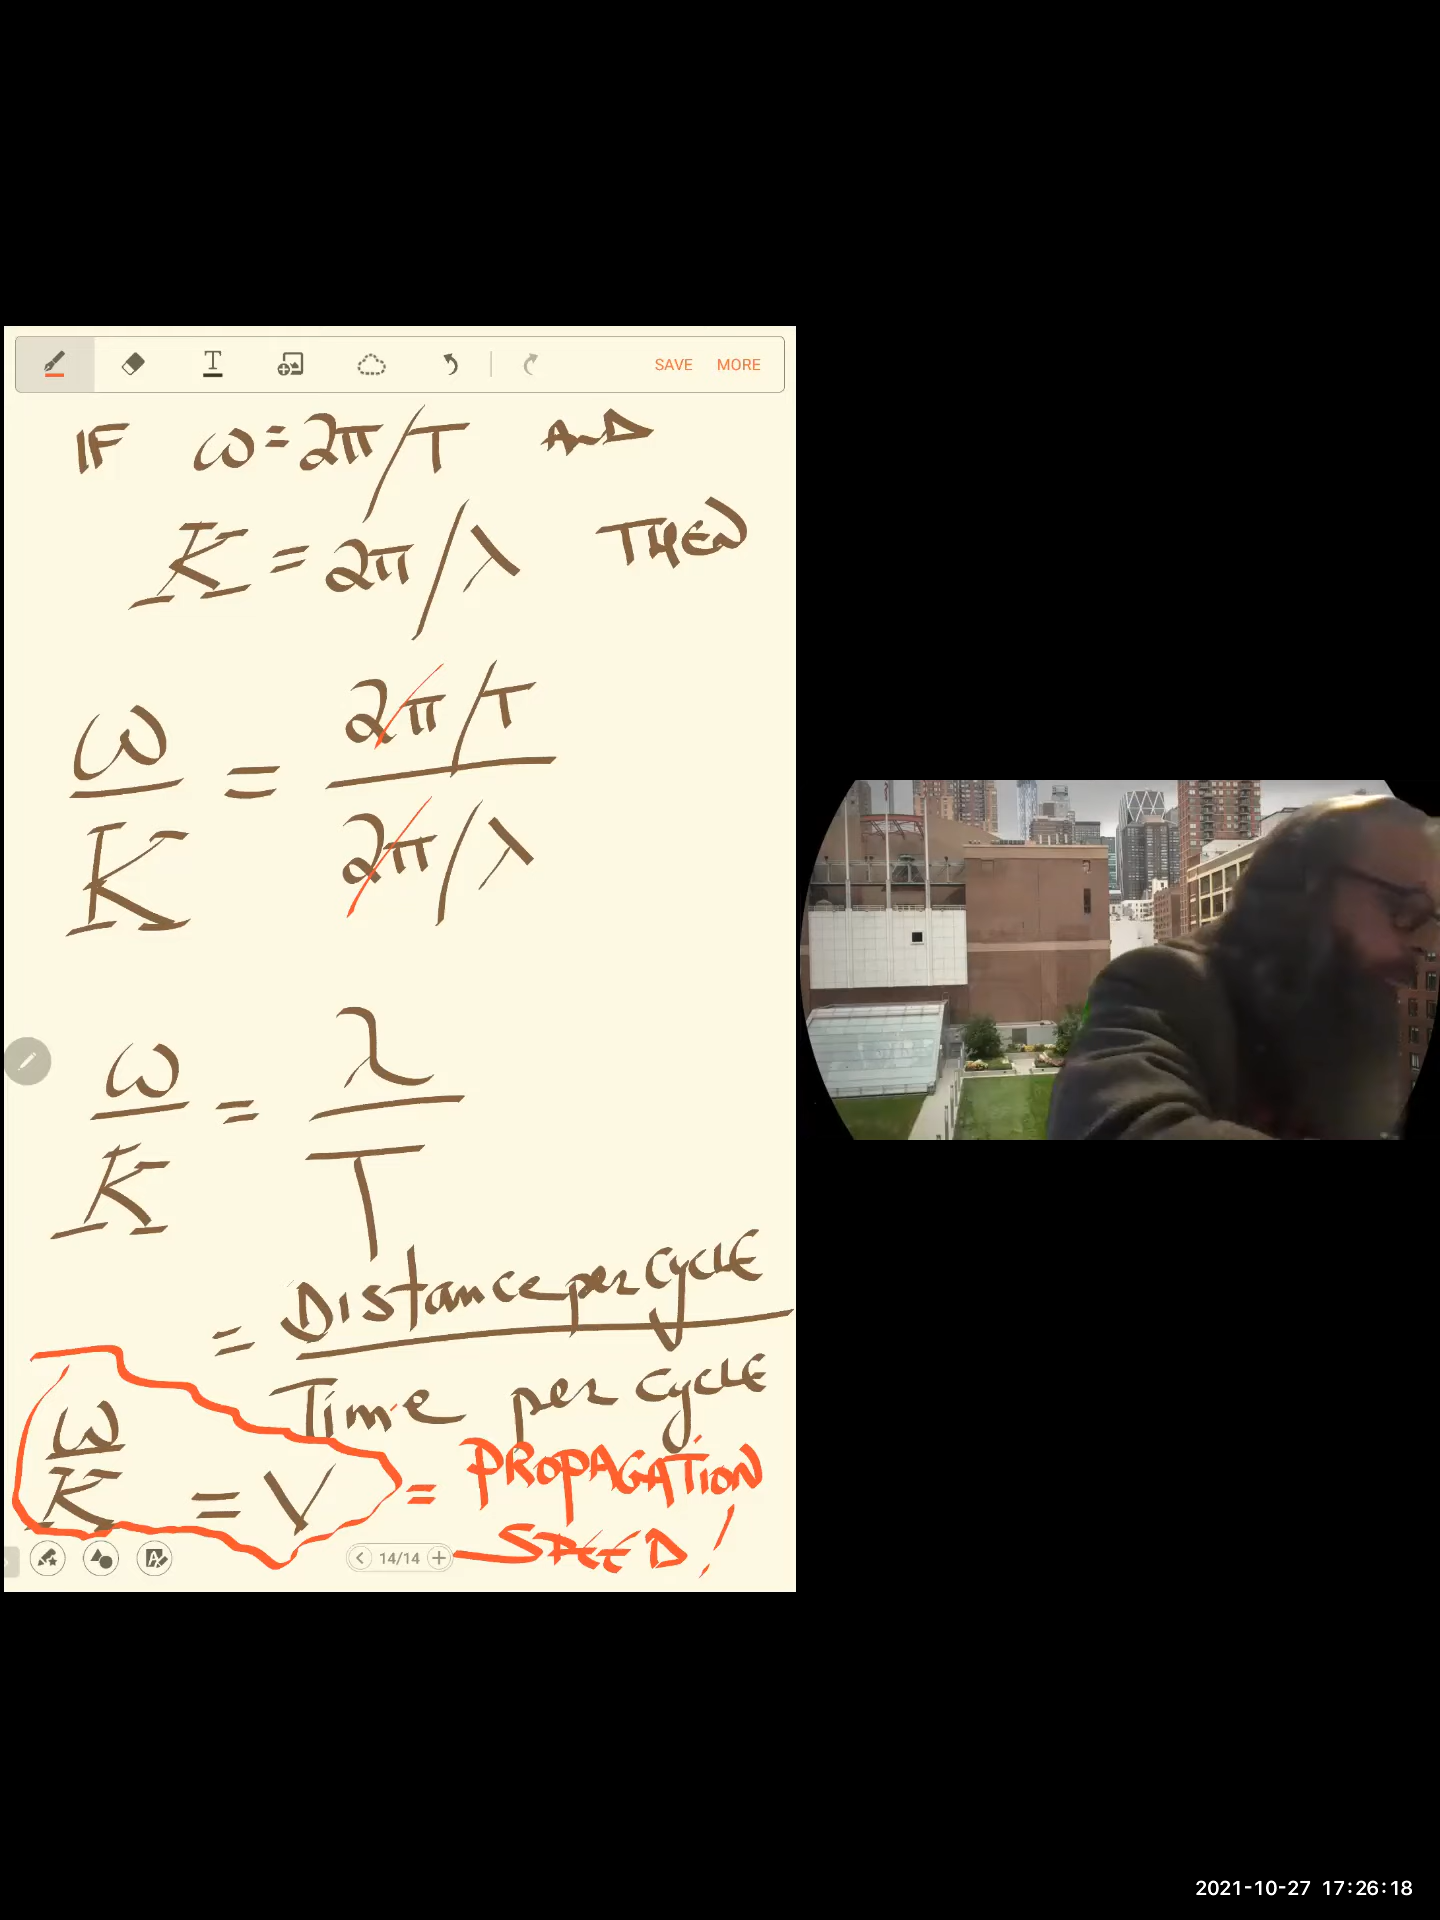 SAVE MORE
IF ω=2π/T AND
K=2π/λ THEN
ω/K = (2π/T)/(2π/λ)
ω/K = λ/T
= Distance per Cycle
Time per cycle
ω/K = V = PROPAGATION
SPEED!
14/14
2021-10-27 17:26:18